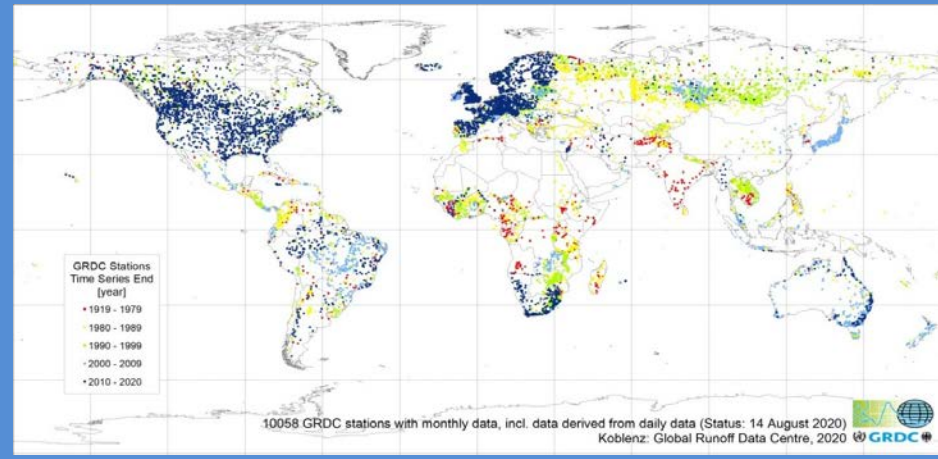 GRDC Stations
Time Series End
[year]
1919 - 1979
1980 - 1989
1990 - 1999
2000 - 2009
2010 - 2020
10058 GRDC stations with monthly data, incl. data derived from daily data (Status: 14 August 2020)
Koblenz: Global Runoff Data Centre, 2020
GRDC